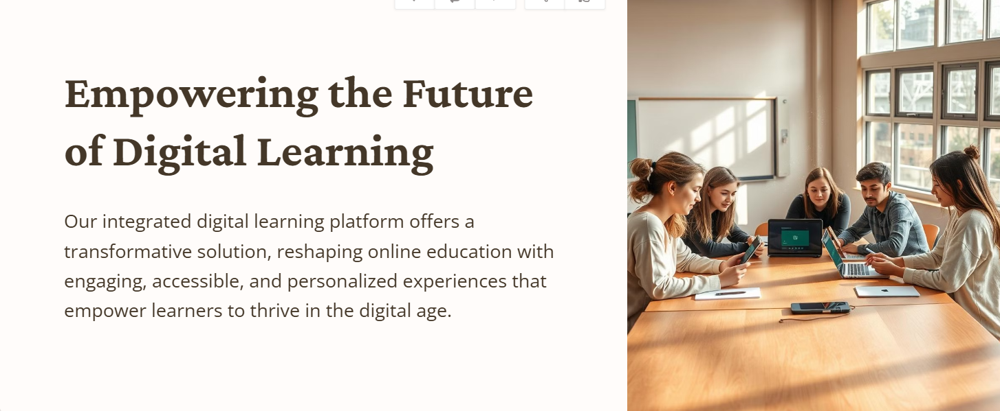 Empowering the Future
of Digital Learning
Our integrated digital learning platform offers a
transformative solution, reshaping online education with
engaging, accessible, and personalized experiences that
empower learners to thrive in the digital age.